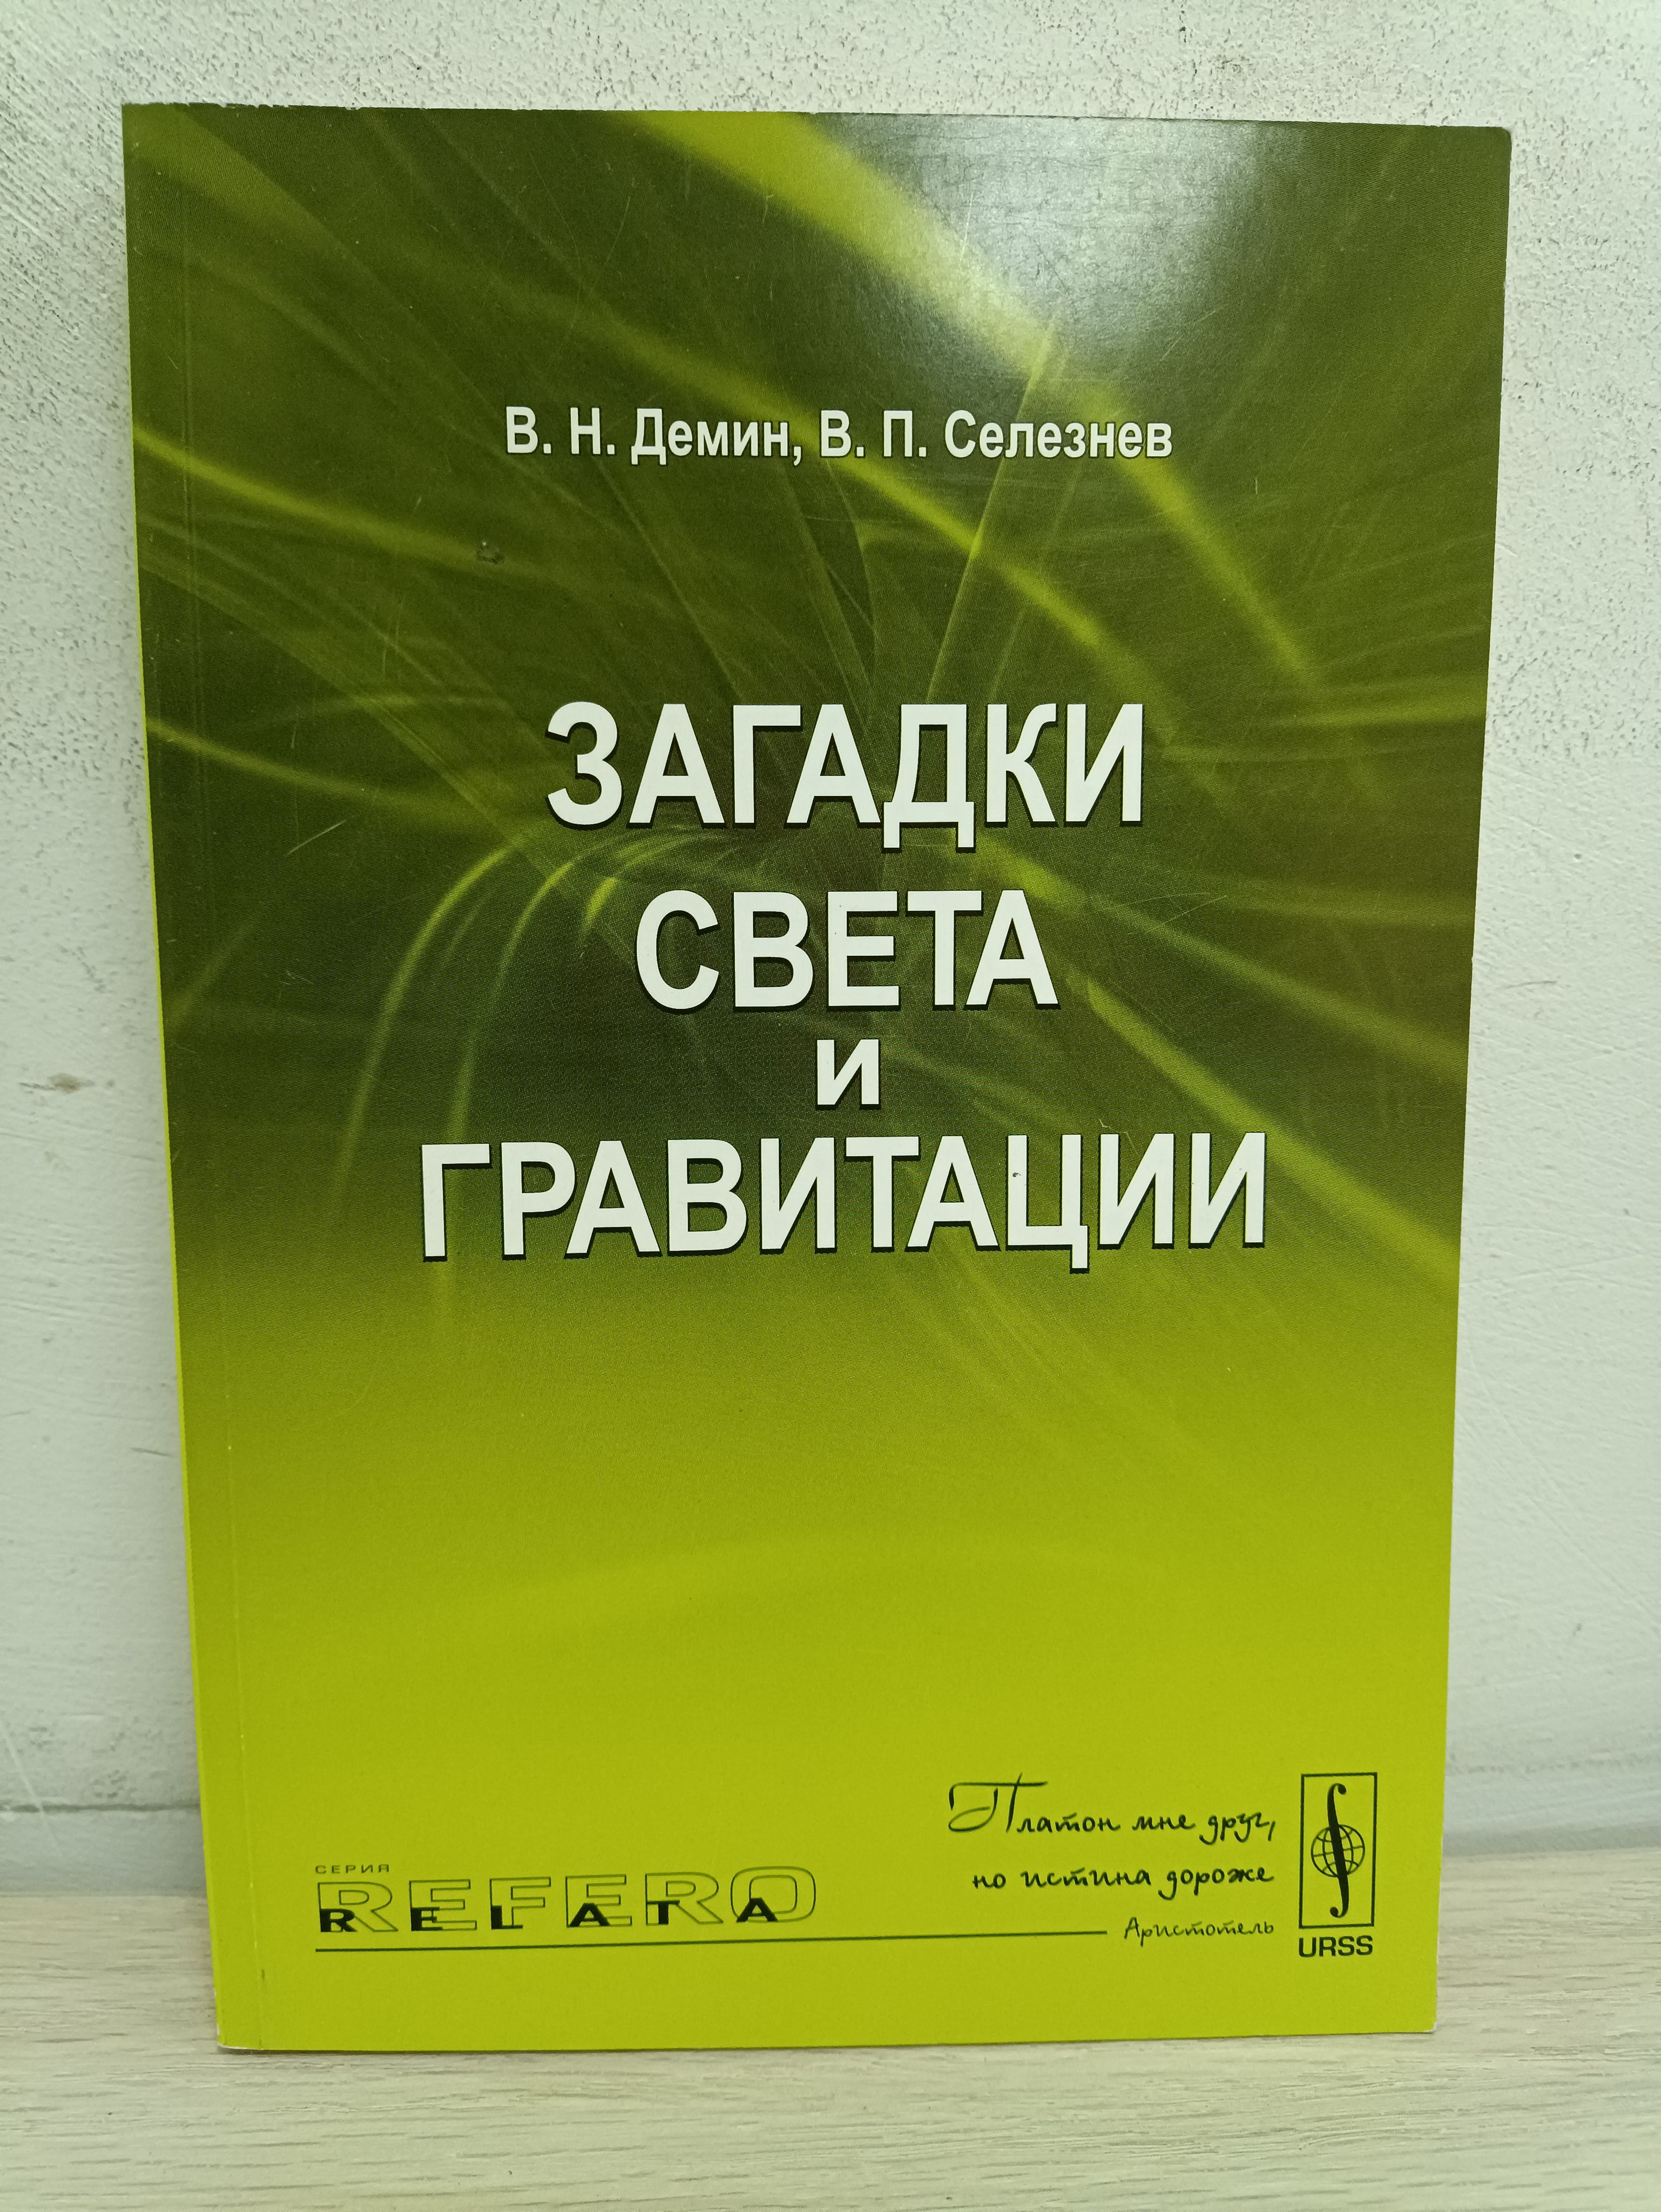 В. Н. Демин, В. П. Селезнев
ЗАГАДКИ
СВЕТА
И
ГРАВИТАЦИИ
Платон мне друг,
но истина дороже
Аристотель
СЕРИЯ
REFERO
RELATA
URSS